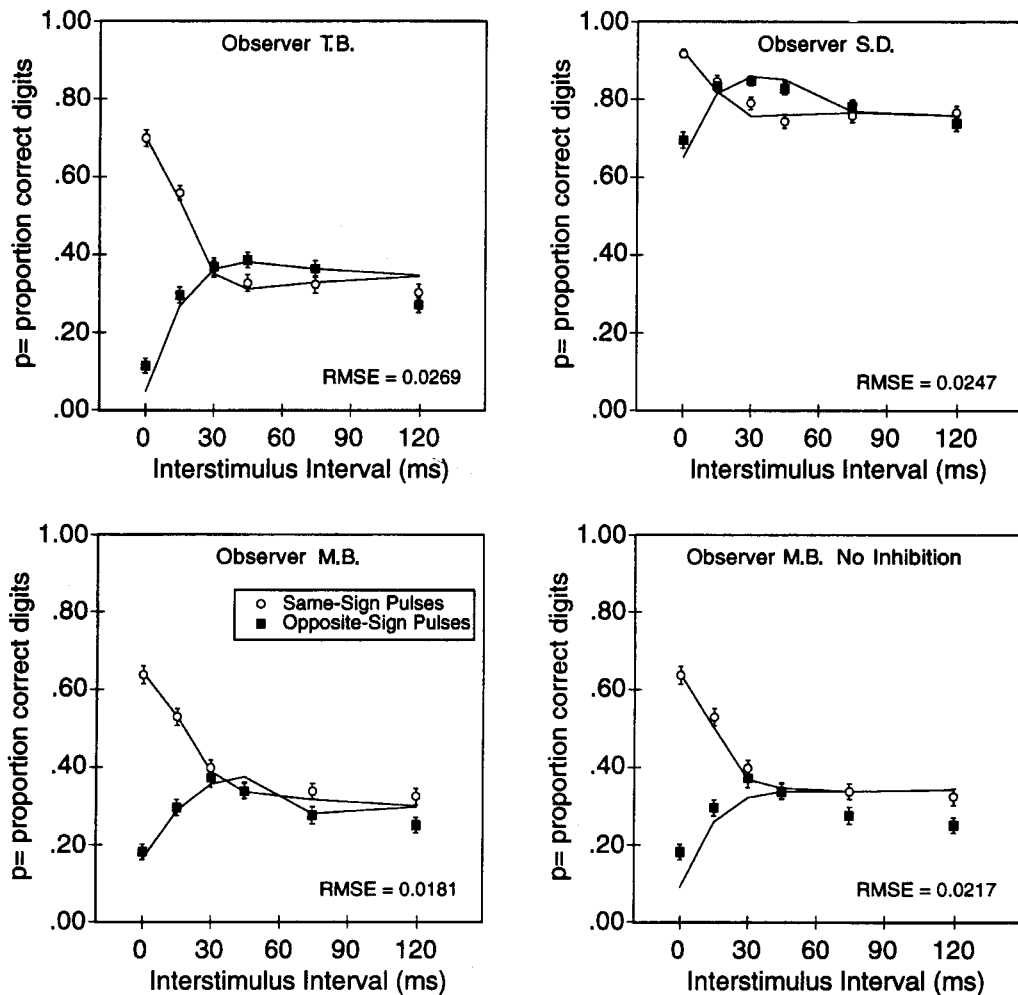 Observer T.B.
p= proportion correct digits
1.00
.80
.60
.40
.20
.00
RMSE = 0.0269
0 30 60 90 120
Interstimulus Interval (ms)
Observer S.D.
p= proportion correct digits
1.00
.80
.60
.40
.20
.00
RMSE = 0.0247
0 30 60 90 120
Interstimulus Interval (ms)
Observer M.B.
p= proportion correct digits
1.00
.80
.60
.40
.20
.00
Same-Sign Pulses
Opposite-Sign Pulses
RMSE = 0.0181
0 30 60 90 120
Interstimulus Interval (ms)
Observer M.B. No Inhibition
p= proportion correct digits
1.00
.80
.60
.40
.20
.00
RMSE = 0.0217
0 30 60 90 120
Interstimulus Interval (ms)